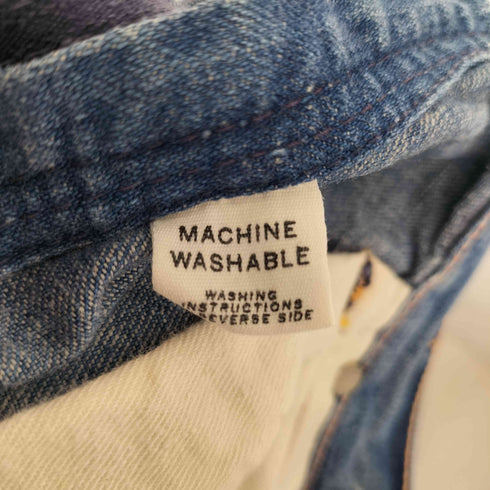 MACHINE
WASHABLE
WASHING
INSTRUCTIONS
REVERSE SIDE